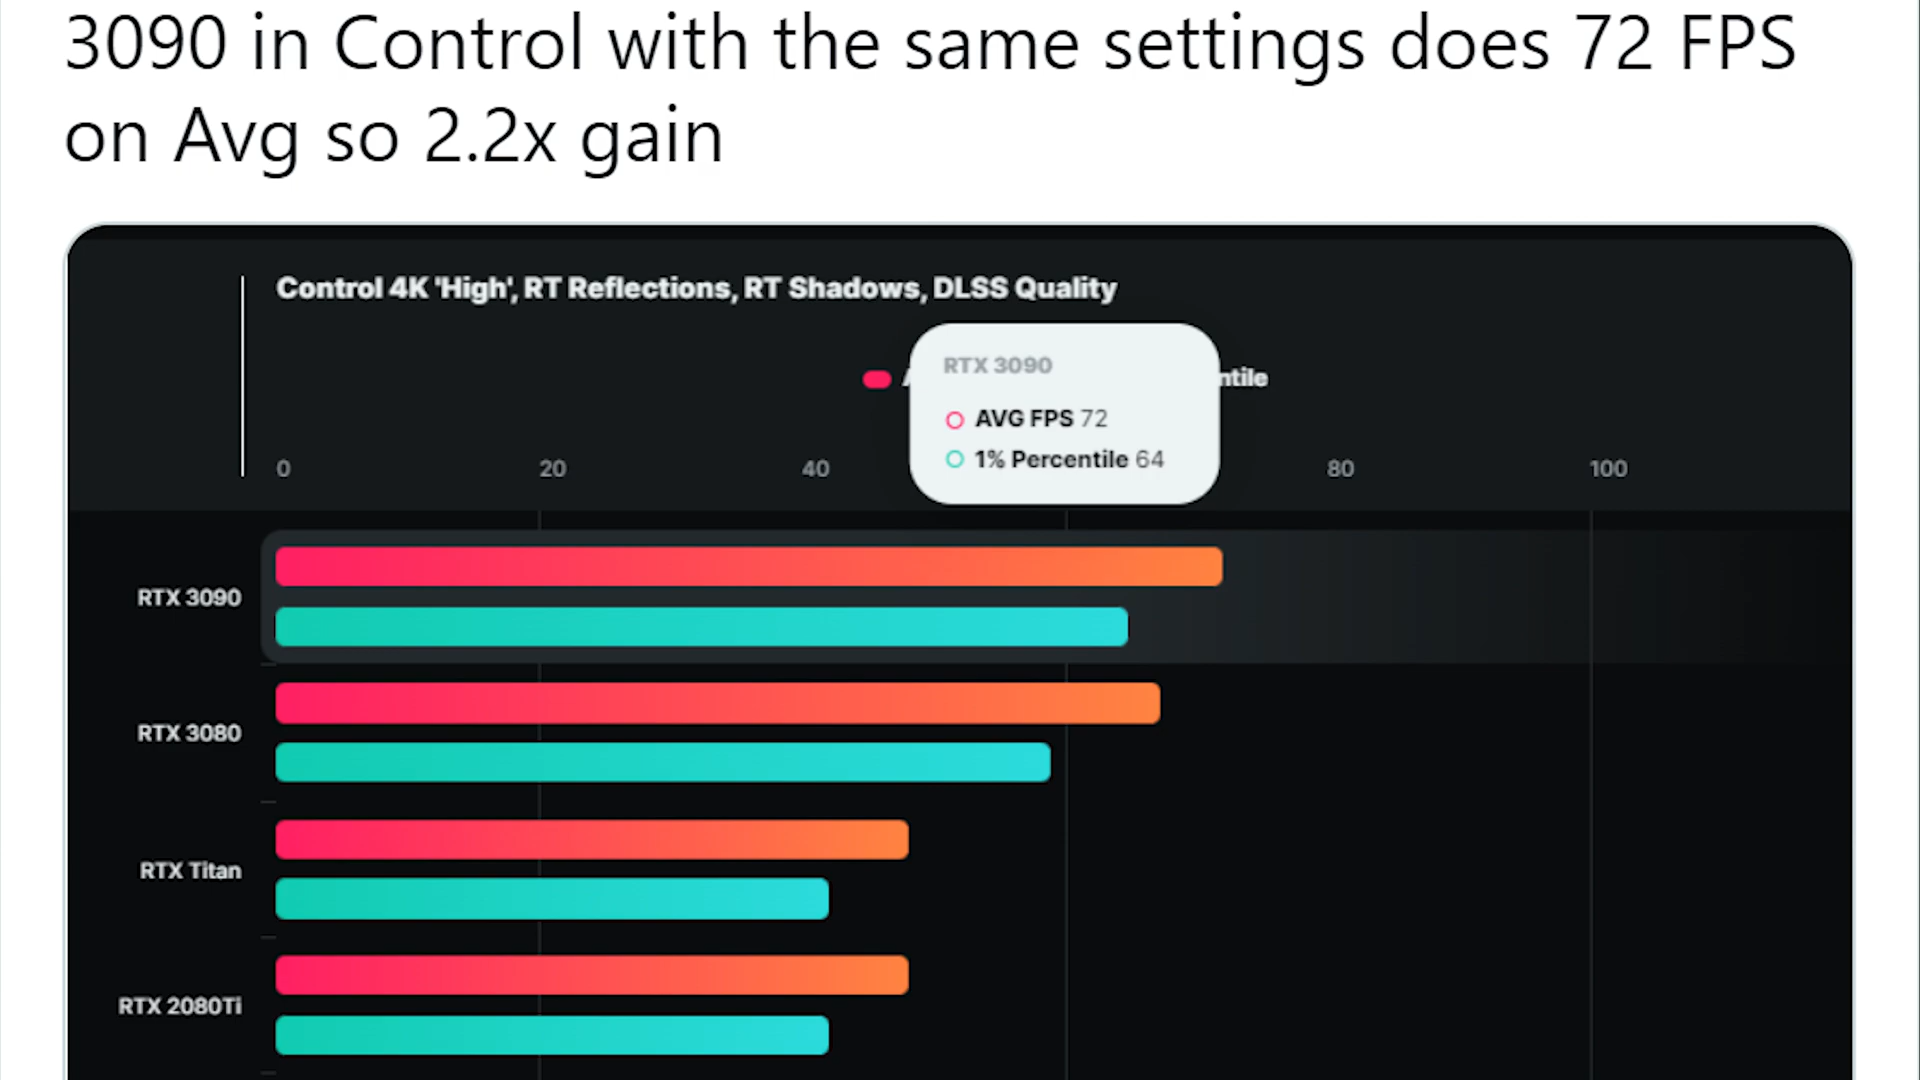 3090 in Control with the same settings does 72 FPS
on Avg so 2.2x gain
Control 4K 'High', RT Reflections, RT Shadows, DLSS Quality
RTX 3090
AVG FPS 72
1% Percentile 64
0 20 40 80 100
RTX 3090
RTX 3080
RTX Titan
RTX 2080Ti